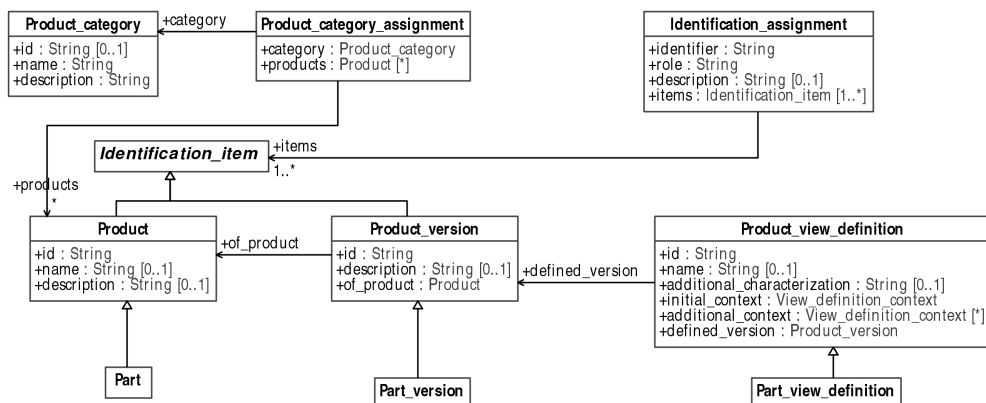 Product_category
+id : String [0..1]
+name : String
+description : String
+category
Product_category_assignment
+category : Product_category
+products : Product [*]
Identification_assignment
+identifier : String
+role : String
+description : String [0..1]
+items : Identification_item [1..*]
Identification_item
+items
1..*
+products
*
Product
+id : String
+name : String [0..1]
+description : String [0..1]
+of_product
Product_version
+id : String
+description : String [0..1]
+of_product : Product
+defined_version
Product_view_definition
+id : String
+name : String [0..1]
+additional_characterization : String [0..1]
+initial_context : View_definition_context
+additional_context : View_definition_context [*]
+defined_version : Product_version
Part
Part_version
Part_view_definition